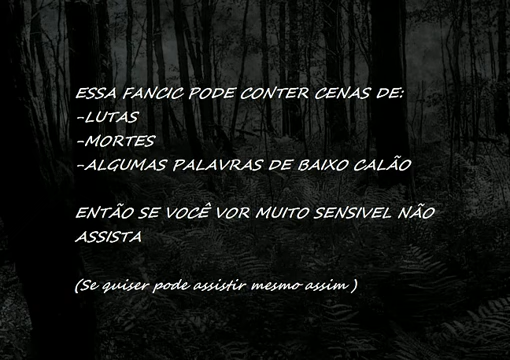 ESSA FANCIC PODE CONTER CENAS DE:
-LUTAS
-MORTES
-ALGUMAS PALAVRAS DE BAIXO CALÃO
ENTÃO SE VOCÊ VOR MUITO SENSIVEL NÃO
ASSISTA
(Se quiser pode assistir mesmo assim )